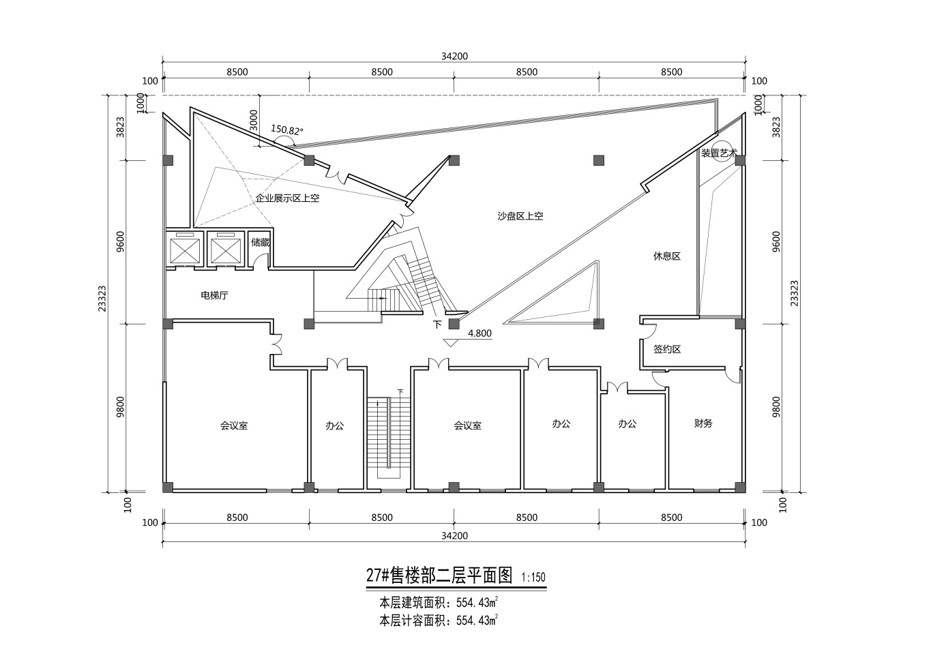 34200
8500 8500 8500 8500
100 100
1000 3000 1000
3823 150.82° 3823
装置艺术
企业展示区上空
沙盘区上空
9600 储藏 休息区 9600
23323 电梯厅 23323
下 4.800
签约区
下
9800 会议室 办公 会议室 办公 办公 财务 9800
100 100
100 8500 8500 8500 8500 100
34200
27#售楼部二层平面图 1:150
本层建筑面积: 554.43㎡
本层计容面积: 554.43㎡